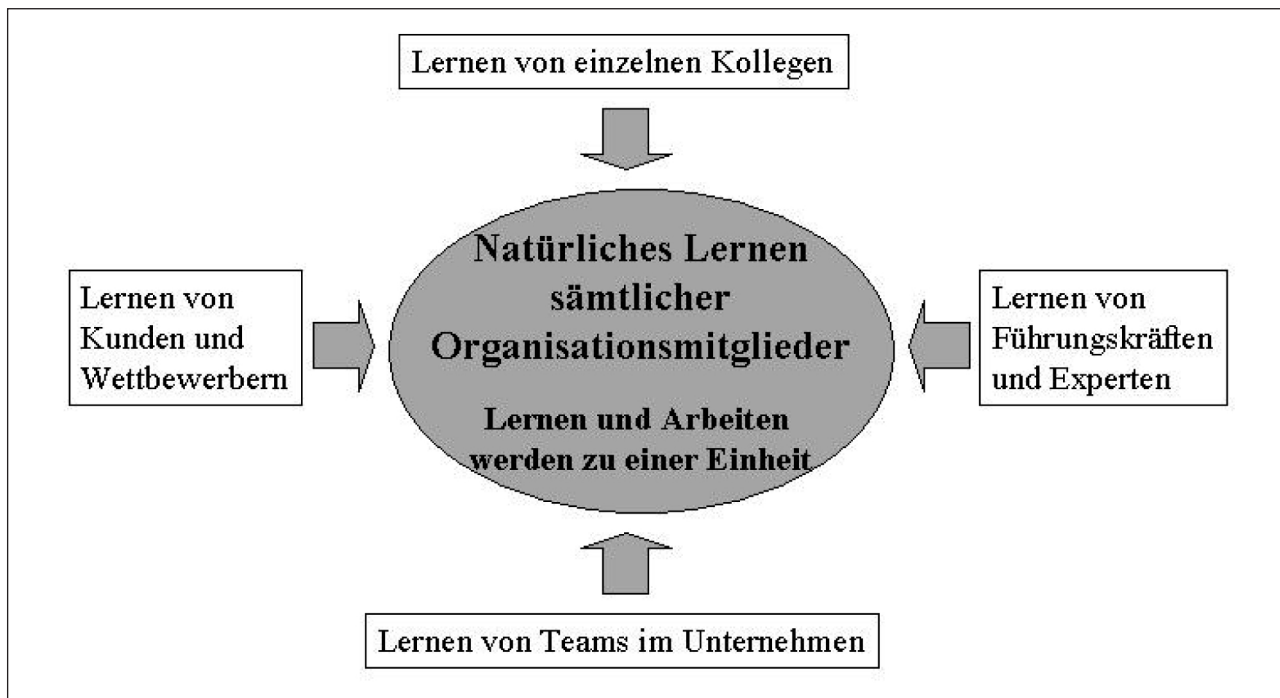 Lernen von einzelnen Kollegen
Natürliches Lernen
sämtlicher
Organisationsmitglieder
Lernen und Arbeiten
werden zu einer Einheit
Lernen von
Kunden und
Wettbewerbern
Lernen von
Führungskräften
und Experten
Lernen von Teams im Unternehmen